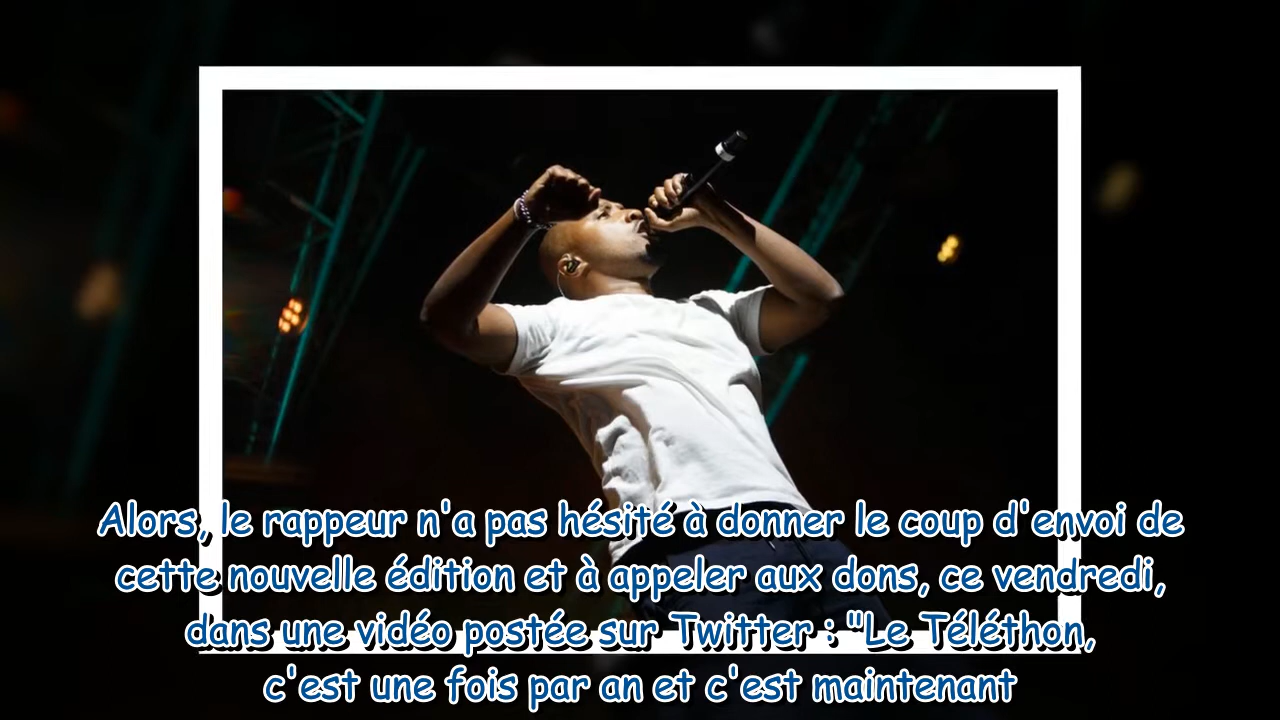 Alors, le rappeur n'a pas hésité à donner le coup d'envoi de
cette nouvelle édition et à appeler aux dons, ce vendredi,
dans une vidéo postée sur Twitter : "Le Téléthon,
c'est une fois par an et c'est maintenant